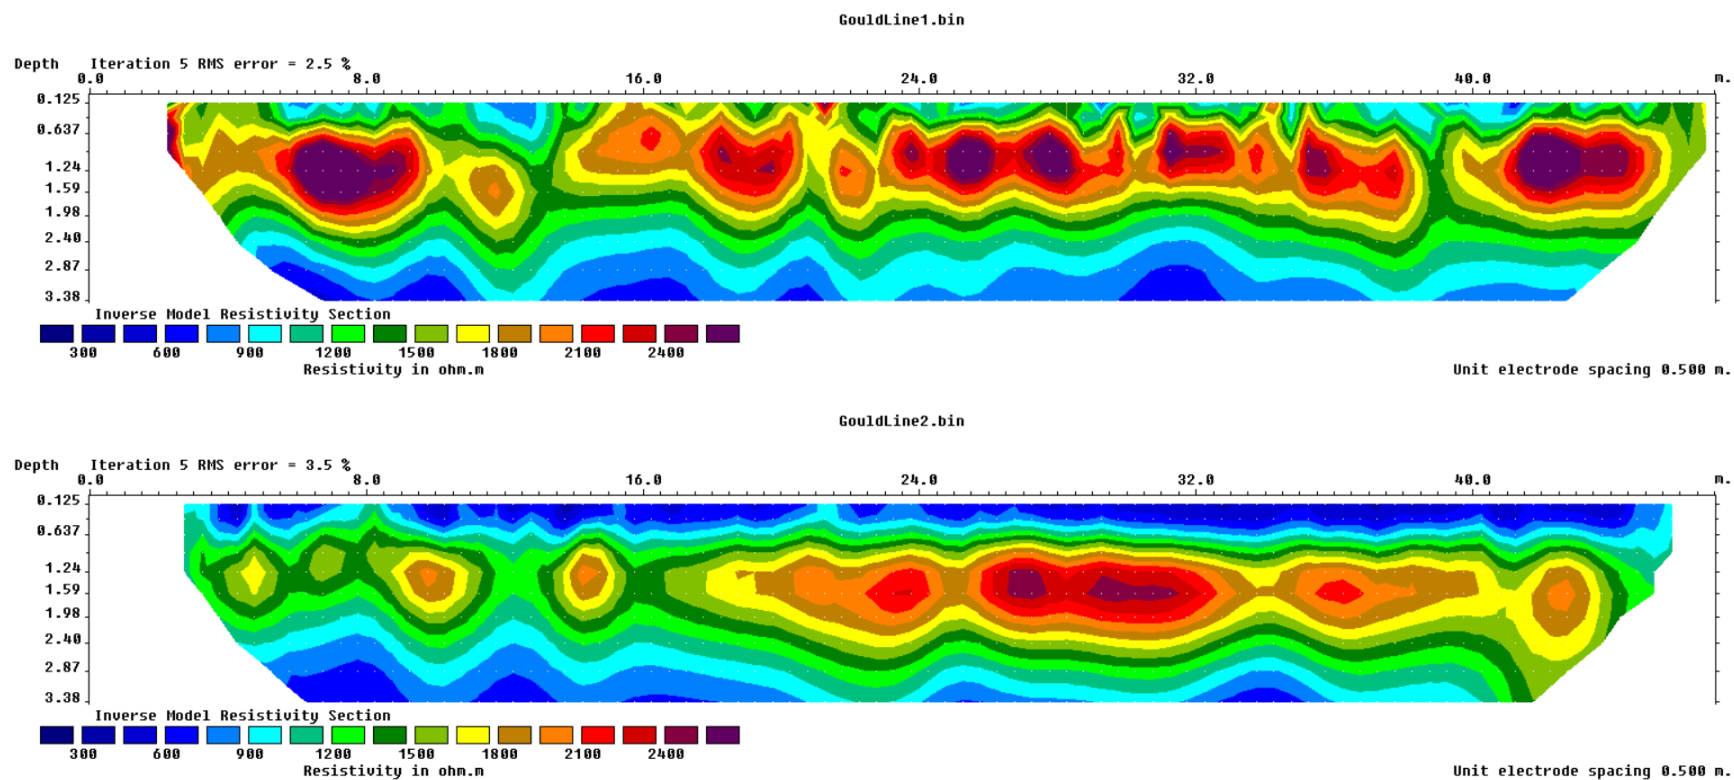 GouldLine1.bin
Depth Iteration 5 RMS error = 2.5 %
0.0 8.0 16.0 24.0 32.0 40.0 m.
0.125
0.637
1.24
1.59
1.98
2.40
2.87
3.38
Inverse Model Resistivity Section
300 600 900 1200 1500 1800 2100 2400
Resistivity in ohm.m
Unit electrode spacing 0.500 m.
GouldLine2.bin
Depth Iteration 5 RMS error = 3.5 %
0.0 8.0 16.0 24.0 32.0 40.0 m.
0.125
0.637
1.24
1.59
1.98
2.40
2.87
3.38
Inverse Model Resistivity Section
300 600 900 1200 1500 1800 2100 2400
Resistivity in ohm.m
Unit electrode spacing 0.500 m.